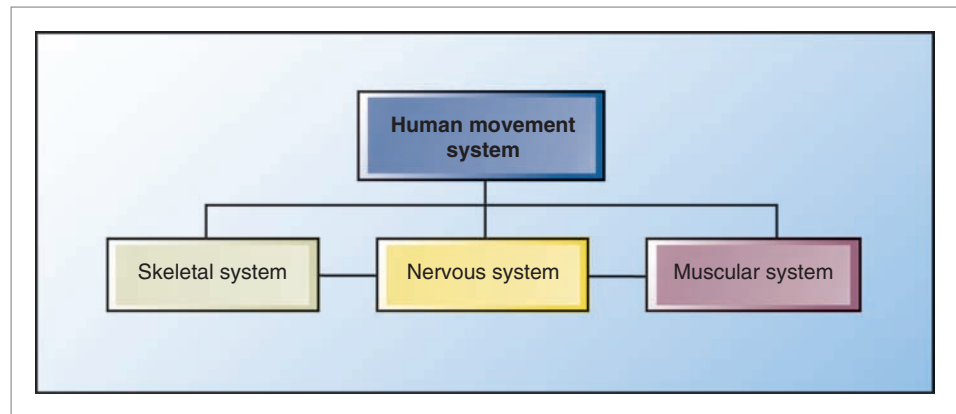 Human movement
system
Skeletal system
Nervous system
Muscular system